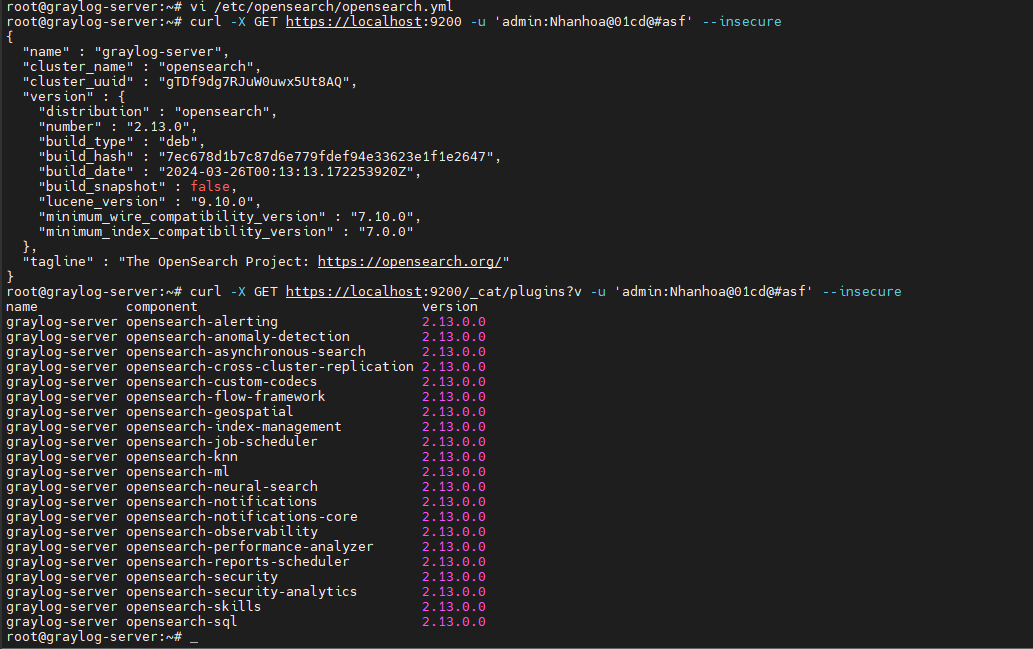 root@graylog-server:~# vi /etc/opensearch/opensearch.yml
root@graylog-server:~# curl -X GET https://localhost:9200 -u 'admin:Nhanhoa@01cd@#asf' --insecure
{
  "name" : "graylog-server",
  "cluster_name" : "opensearch",
  "cluster_uuid" : "gTDf9dg7RJuW0uwx5Ut8AQ",
  "version" : {
    "distribution" : "opensearch",
    "number" : "2.13.0",
    "build_type" : "deb",
    "build_hash" : "7ec678d1b7c87d6e779fdef94e33623e1f1e2647",
    "build_date" : "2024-03-26T00:13:13.172253920Z",
    "build_snapshot" : false,
    "lucene_version" : "9.10.0",
    "minimum_wire_compatibility_version" : "7.10.0",
    "minimum_index_compatibility_version" : "7.0.0"
  },
  "tagline" : "The OpenSearch Project: https://opensearch.org/"
}
root@graylog-server:~# curl -X GET https://localhost:9200/_cat/plugins?v -u 'admin:Nhanhoa@01cd@#asf' --insecure
name           component                            version
graylog-server opensearch-alerting                  2.13.0.0
graylog-server opensearch-anomaly-detection         2.13.0.0
graylog-server opensearch-asynchronous-search       2.13.0.0
graylog-server opensearch-cross-cluster-replication 2.13.0.0
graylog-server opensearch-custom-codecs             2.13.0.0
graylog-server opensearch-flow-framework            2.13.0.0
graylog-server opensearch-geospatial                2.13.0.0
graylog-server opensearch-index-management          2.13.0.0
graylog-server opensearch-job-scheduler             2.13.0.0
graylog-server opensearch-knn                       2.13.0.0
graylog-server opensearch-ml                        2.13.0.0
graylog-server opensearch-neural-search             2.13.0.0
graylog-server opensearch-notifications             2.13.0.0
graylog-server opensearch-notifications-core        2.13.0.0
graylog-server opensearch-observability             2.13.0.0
graylog-server opensearch-performance-analyzer      2.13.0.0
graylog-server opensearch-reports-scheduler         2.13.0.0
graylog-server opensearch-security                  2.13.0.0
graylog-server opensearch-security-analytics        2.13.0.0
graylog-server opensearch-skills                    2.13.0.0
graylog-server opensearch-sql                       2.13.0.0
root@graylog-server:~# _